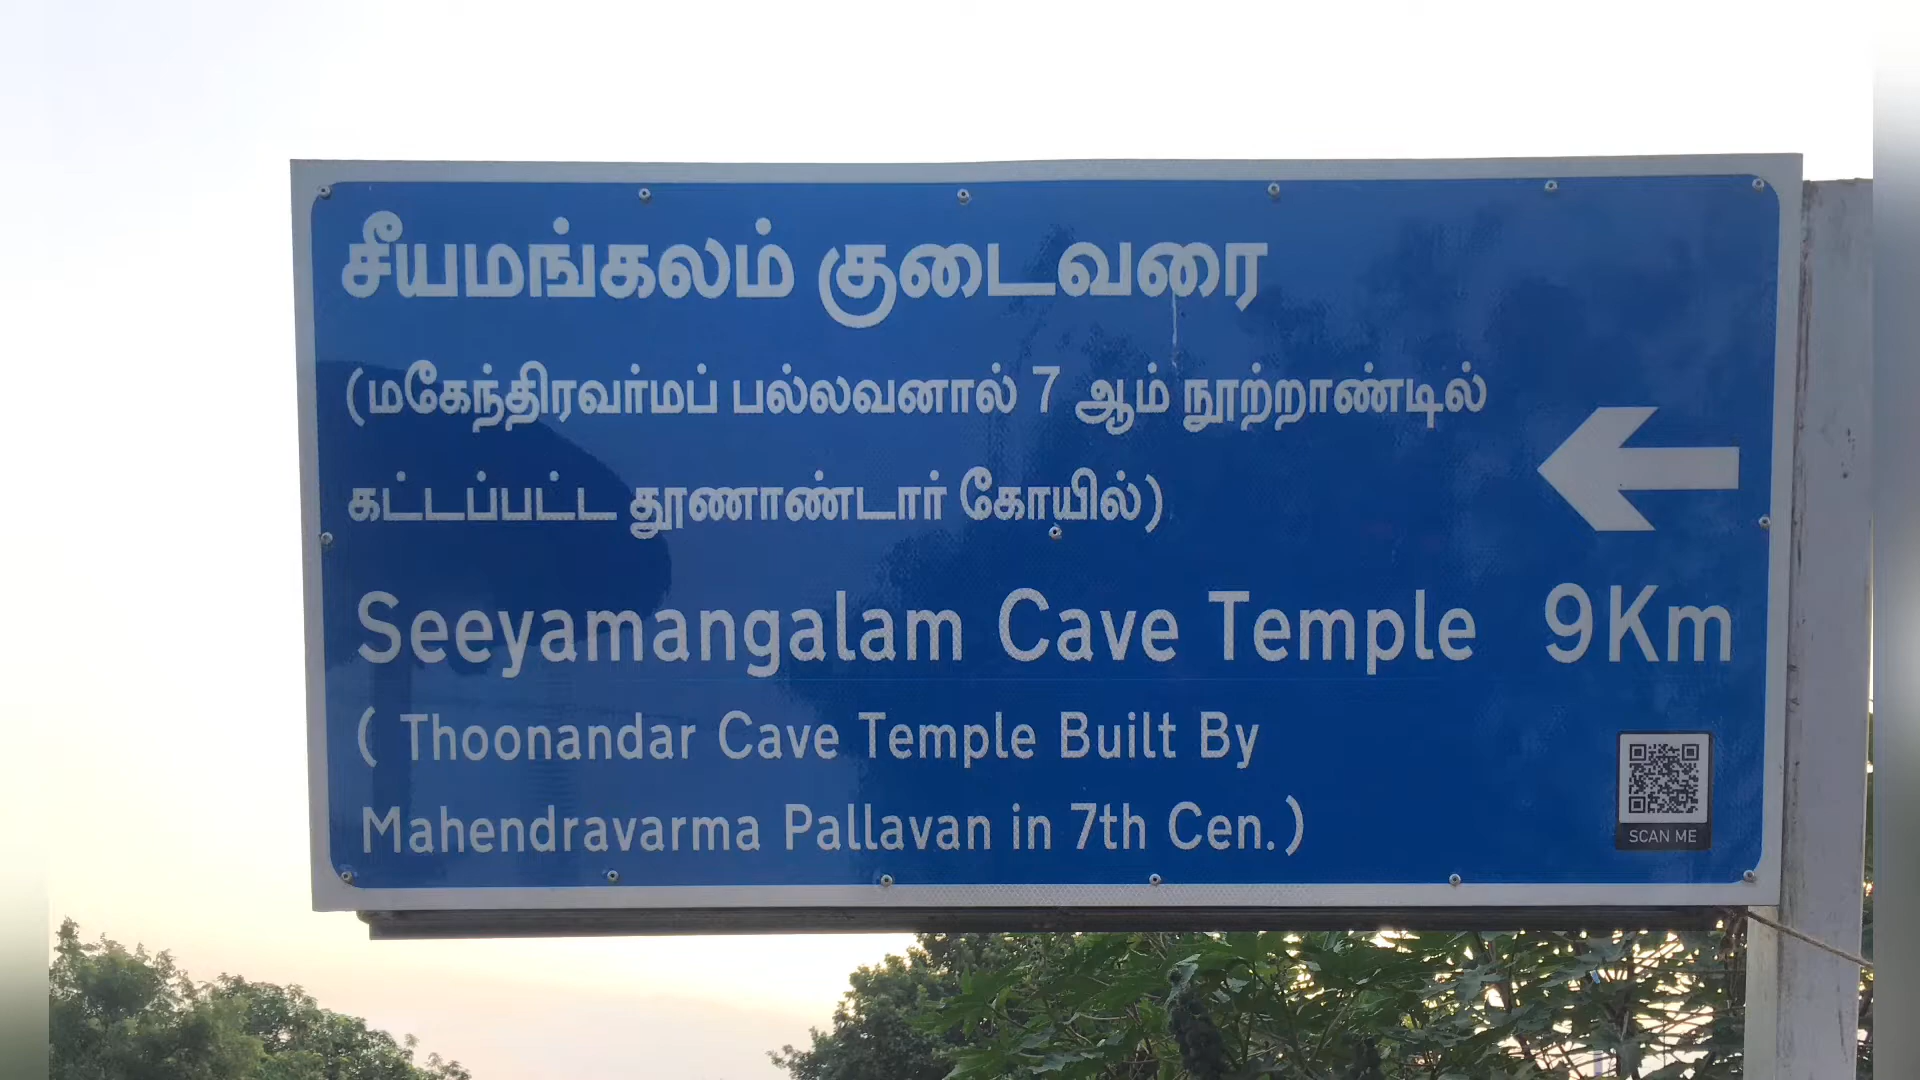 சீயமங்கலம் குடைவரை
(மகேந்திரவர்மப் பல்லவனால் 7 ஆம் நூற்றாண்டில்
கட்டப்பட்ட தூணாண்டார் கோயில்)
Seeyamangalam Cave Temple 9Km
( Thoonandar Cave Temple Built By
Mahendravarma Pallavan in 7th Cen.)
SCAN ME